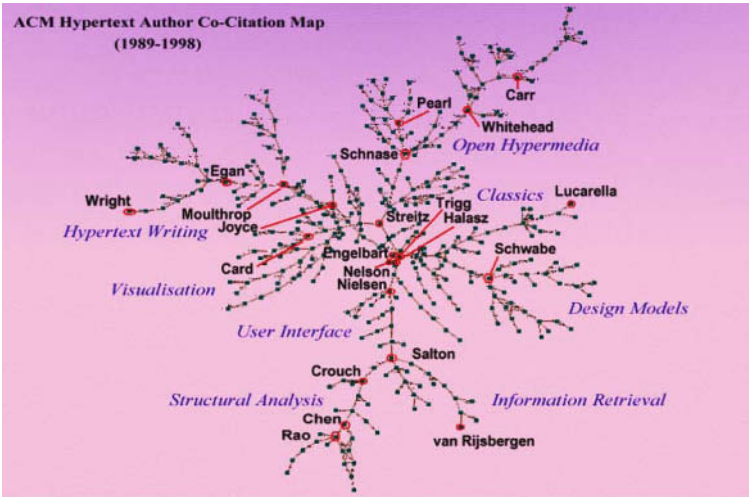 ACM Hypertext Author Co-Citation Map
(1989-1998)
Carr
Pearl
Whitehead
Open Hypermedia
Schnase
Egan
Classics
Lucarella
Wright
Trigg
Moulthrop
Streitz
Halasz
Joyce
Hypertext Writing
Engelbart
Schwabe
Card
Nelson
Nielsen
Visualisation
Design Models
User Interface
Salton
Crouch
Structural Analysis
Information Retrieval
Chen
Rao
van Rijsbergen